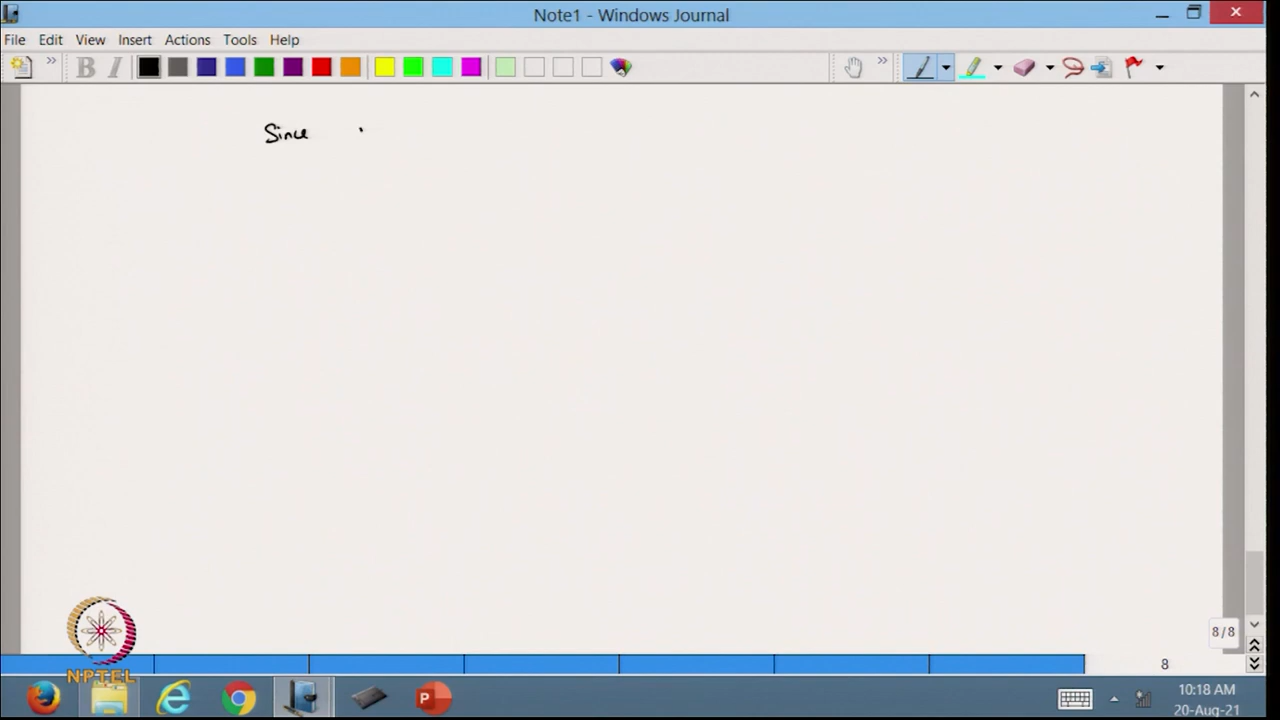 Note1 - Windows Journal
File Edit View Insert Actions Tools Help
B I
Since
8/8
8
NPTEL
10:18 AM
20-Aug-21